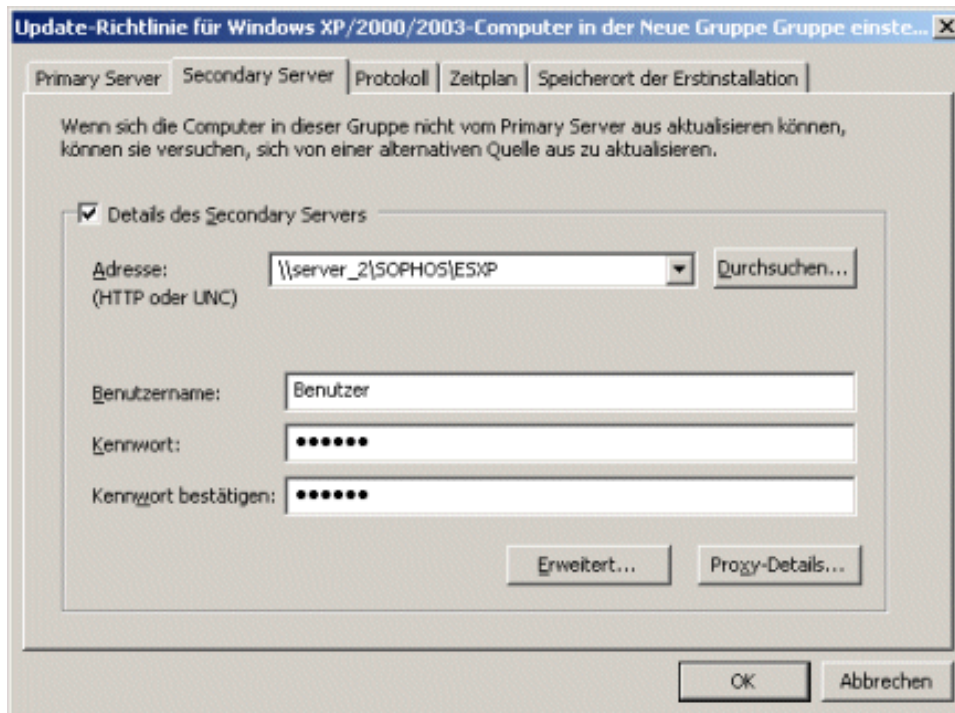 Update-Richtlinie für Windows XP/2000/2003-Computer in der Neue Gruppe Gruppe einste...
Primary Server Secondary Server Protokoll Zeitplan Speicherort der Erstinstallation
Wenn sich die Computer in dieser Gruppe nicht vom Primary Server aus aktualisieren können,
können sie versuchen, sich von einer alternativen Quelle aus zu aktualisieren.
Details des Secondary Servers
Adresse: \\server_2\SOPHOS\ESXP Durchsuchen...
(HTTP oder UNC)
Benutzername: Benutzer
Kennwort: ••••••
Kennwort bestätigen: ••••••
Erweitert... Proxy-Details...
OK Abbrechen